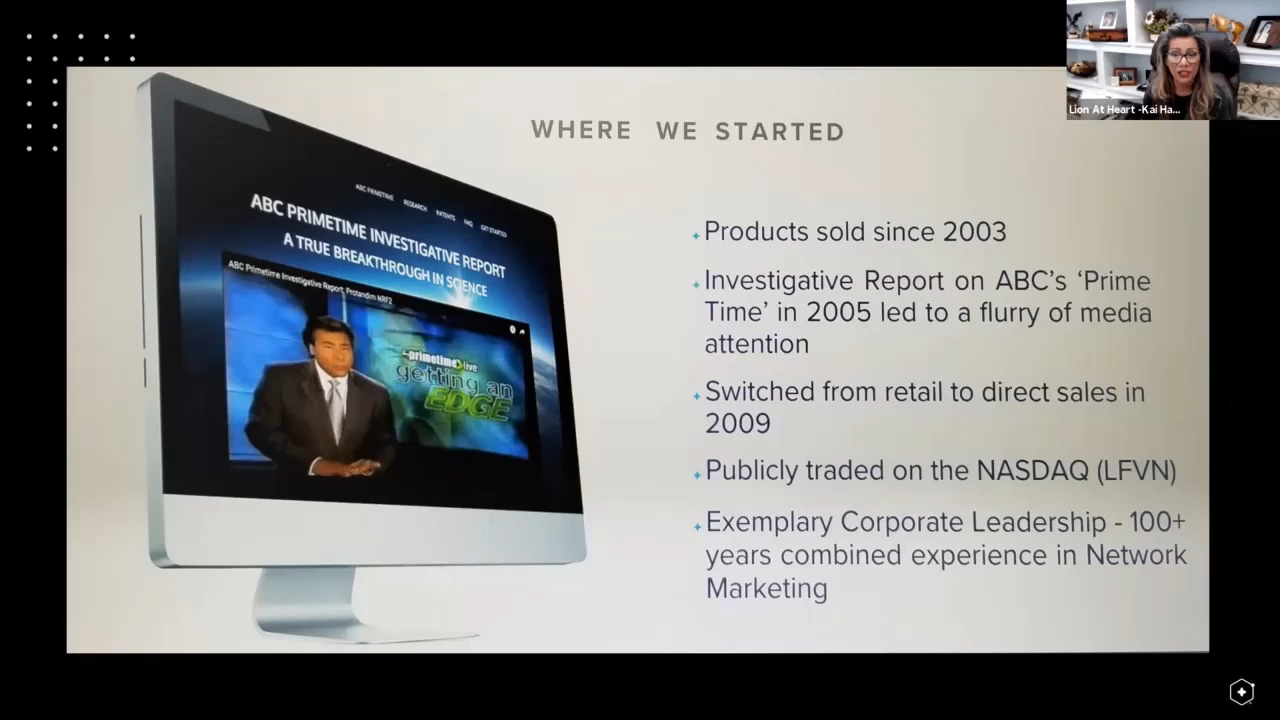 Lion At Heart -Kai Ha...
WHERE WE STARTED
ABC PRIMETIME RESEARCH PATENTS FAQ GET STARTED
ABC PRIMETIME INVESTIGATIVE REPORT
A TRUE BREAKTHROUGH IN SCIENCE
ABC Primetime Investigative Report: Protandim NRF2
primetime live
getting an
EDGE
Products sold since 2003
Investigative Report on ABC's ‘Prime
Time’ in 2005 led to a flurry of media
attention
Switched from retail to direct sales in
2009
Publicly traded on the NASDAQ (LFVN)
Exemplary Corporate Leadership - 100+
years combined experience in Network
Marketing